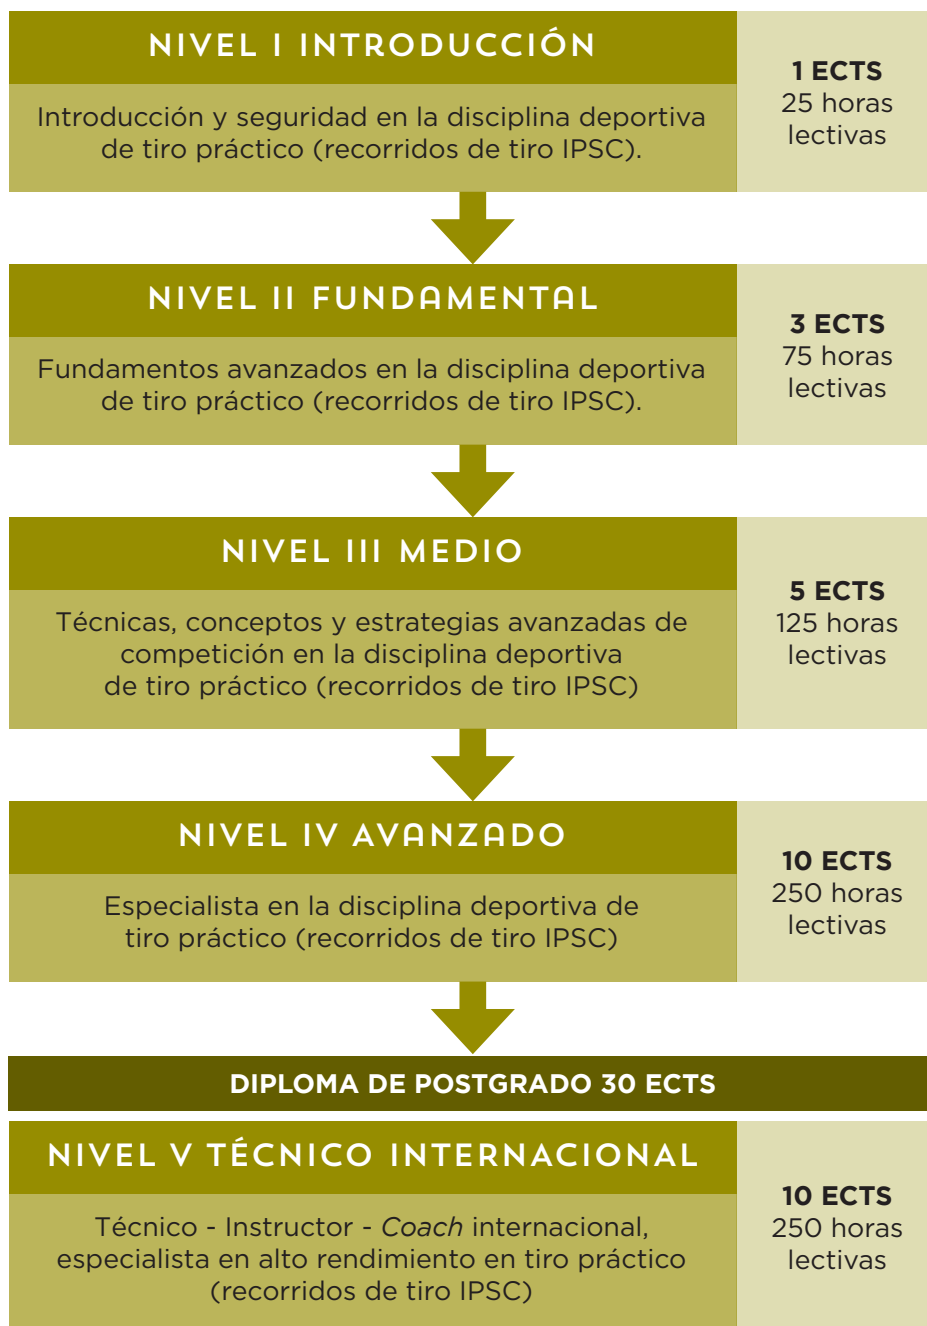 NIVEL I INTRODUCCIÓN
Introducción y seguridad en la disciplina deportiva
de tiro práctico (recorridos de tiro IPSC).
1 ECTS
25 horas
lectivas
NIVEL II FUNDAMENTAL
Fundamentos avanzados en la disciplina deportiva
de tiro práctico (recorridos de tiro IPSC).
3 ECTS
75 horas
lectivas
NIVEL III MEDIO
Técnicas, conceptos y estrategias avanzadas de
competición en la disciplina deportiva
de tiro práctico (recorridos de tiro IPSC)
5 ECTS
125 horas
lectivas
NIVEL IV AVANZADO
Especialista en la disciplina deportiva de
tiro práctico (recorridos de tiro IPSC)
10 ECTS
250 horas
lectivas
DIPLOMA DE POSTGRADO 30 ECTS
NIVEL V TÉCNICO INTERNACIONAL
Técnico - Instructor - Coach internacional,
especialista en alto rendimiento en tiro práctico
(recorridos de tiro IPSC)
10 ECTS
250 horas
lectivas